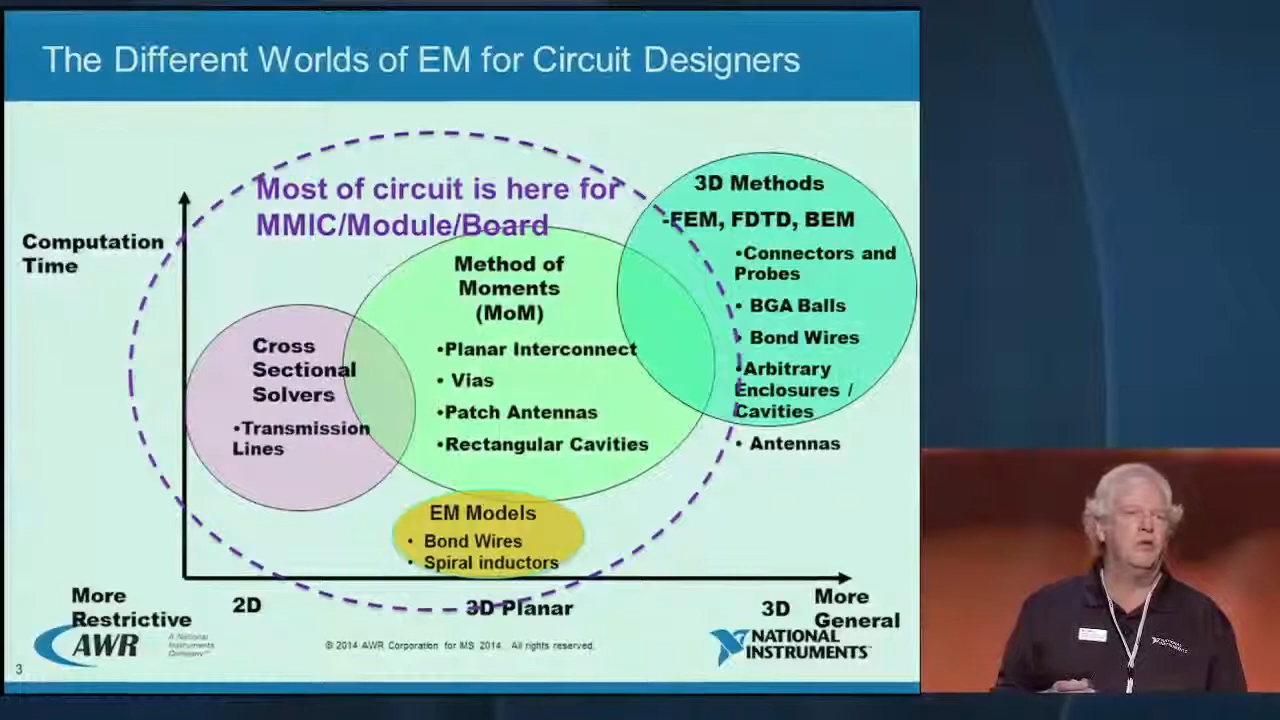 The Different Worlds of EM for Circuit Designers
Most of circuit is here for
MMIC/Module/Board
Computation
Time
Cross
Sectional
Solvers
•Transmission
Lines
Method of
Moments
(MoM)
•Planar Interconnect
• Vias
•Patch Antennas
•Rectangular Cavities
3D Methods
-FEM, FDTD, BEM
•Connectors and
Probes
• BGA Balls
• Bond Wires
•Arbitrary
Enclosures /
Cavities
• Antennas
EM Models
• Bond Wires
• Spiral inductors
More
Restrictive
2D
3D Planar
3D
More
General
AWR
A National
Instruments
Company™
© 2014 AWR Corporation for IMS 2014. All rights reserved.
NATIONAL
INSTRUMENTS™
3